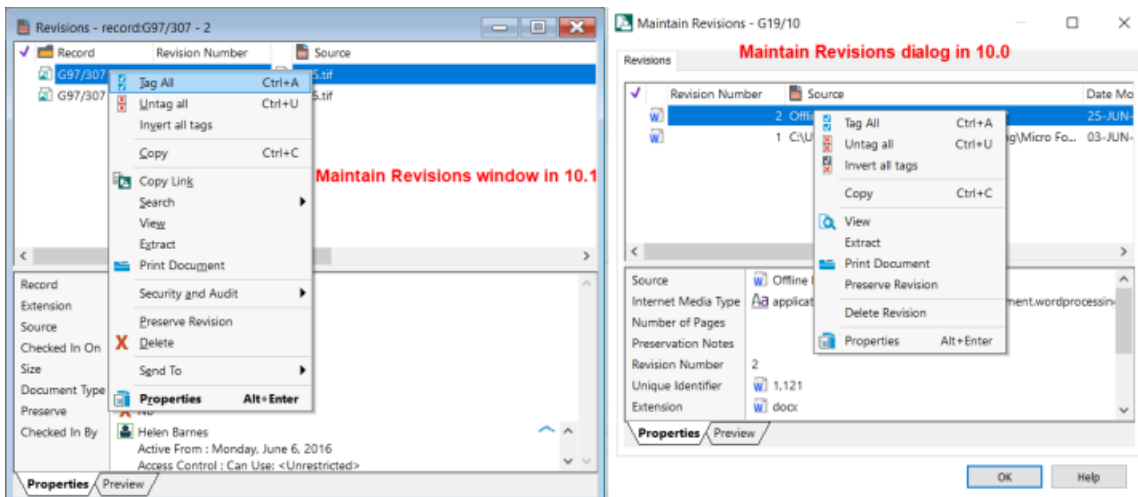 Revisions - record:G97/307 - 2
Record Revision Number Source
G97/307 5.tif
G97/307 5.tif
Tag All Ctrl+A
Untag all Ctrl+U
Invert all tags
Copy Ctrl+C
Copy Link
Search
View
Extract
Print Document
Security and Audit
Preserve Revision
Delete
Send To
Properties Alt+Enter
Maintain Revisions window in 10.1
Record
Extension
Source
Checked In On
Size
Document Type
Preserve No
Checked In By Helen Barnes
Active From : Monday, June 6, 2016
Access Control : Can Use: <Unrestricted>
Properties Preview
Maintain Revisions - G19/10
Maintain Revisions dialog in 10.0
Revisions
Revision Number Source Date Mo
2 Offli 25-JUN-
1 C:\U g\Micro Fo... 03-JUN-
Tag All Ctrl+A
Untag all Ctrl+U
Invert all tags
Copy Ctrl+C
View
Extract
Print Document
Preserve Revision
Delete Revision
Properties Alt+Enter
Source Offline
Internet Media Type applicat ment.wordprocessin
Number of Pages
Preservation Notes
Revision Number 2
Unique Identifier 1,121
Extension docx
Properties Preview
OK Help